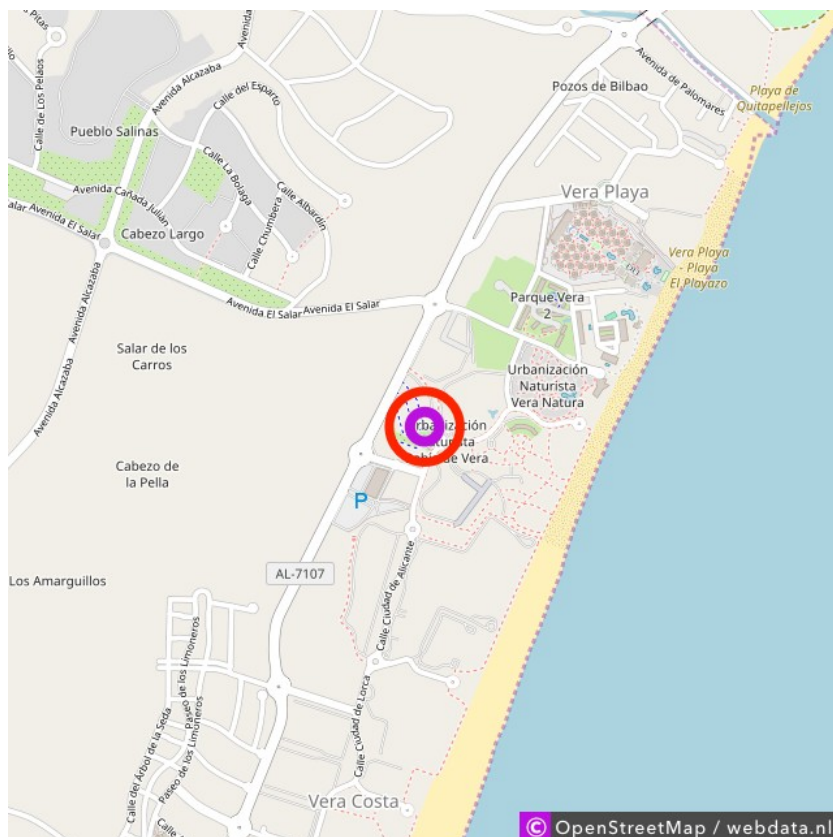 Pitas
Calle de Los Pelaos
Avenida Alcazaba
Calle del Esparto
Pueblo Salinas
Calle La Bolaga
Calle Albardín
Calle Chumbera
Avenida Cañada Julián
Avenida El Salar
Salar
Cabezo Largo
Avenida Alcazaba
Avenida El Salar
Avenida El Salar
Pozos de Bilbao
Avenida de Palomares
Playa de
Quitapellejos
Vera Playa
Vera Playa
- Playa
El Playazo
Parque Vera
2
Salar de los
Carros
Urbanización
Naturista
Vera Natura
Cabezo de
la Pella
de Vera
P
Los Amarguillos
AL-7107
Calle Ciudad de Alicante
Paseo de los Limoneros
Paseo de los Limoneros
Calle del Árbol de la Seda
Calle Ciudad de Lorca
Vera Costa
Calle del
© OpenStreetMap / webdata.nl